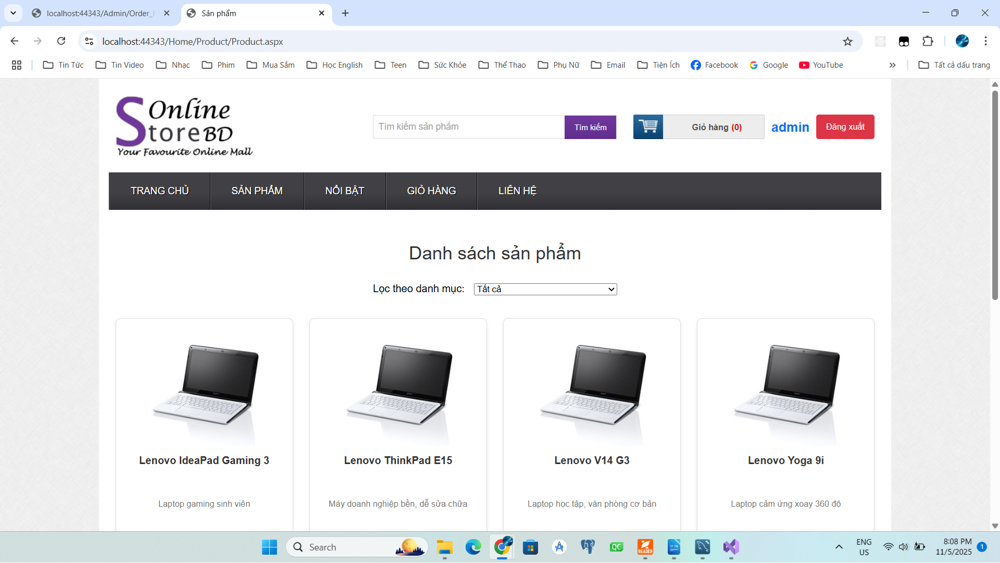 localhost:44343/Admin/Order_
Sản phẩm
localhost:44343/Home/Product/Product.aspx
Tin Tức
Tin Video
Nhạc
Phim
Mua Sắm
Học English
Teen
Sức Khỏe
Thể Thao
Phụ Nữ
Email
Tiện Ích
Facebook
Google
YouTube
Tất cả dấu trang
Online
Store BD
Your Favourite Online Mall
Tìm kiếm sản phẩm
Tìm kiếm
Giỏ hàng (0)
admin
Đăng xuất
TRANG CHỦ
SẢN PHẨM
NỔI BẬT
GIỎ HÀNG
LIÊN HỆ
Danh sách sản phẩm
Lọc theo danh mục:
Tất cả
Lenovo IdeaPad Gaming 3
Lenovo ThinkPad E15
Lenovo V14 G3
Lenovo Yoga 9i
Laptop gaming sinh viên
Máy doanh nghiệp bền, dễ sửa chữa
Laptop học tập, văn phòng cơ bản
Laptop cảm ứng xoay 360 độ
Search
QC
READER
ENG
US
8:08 PM
11/5/2025
1